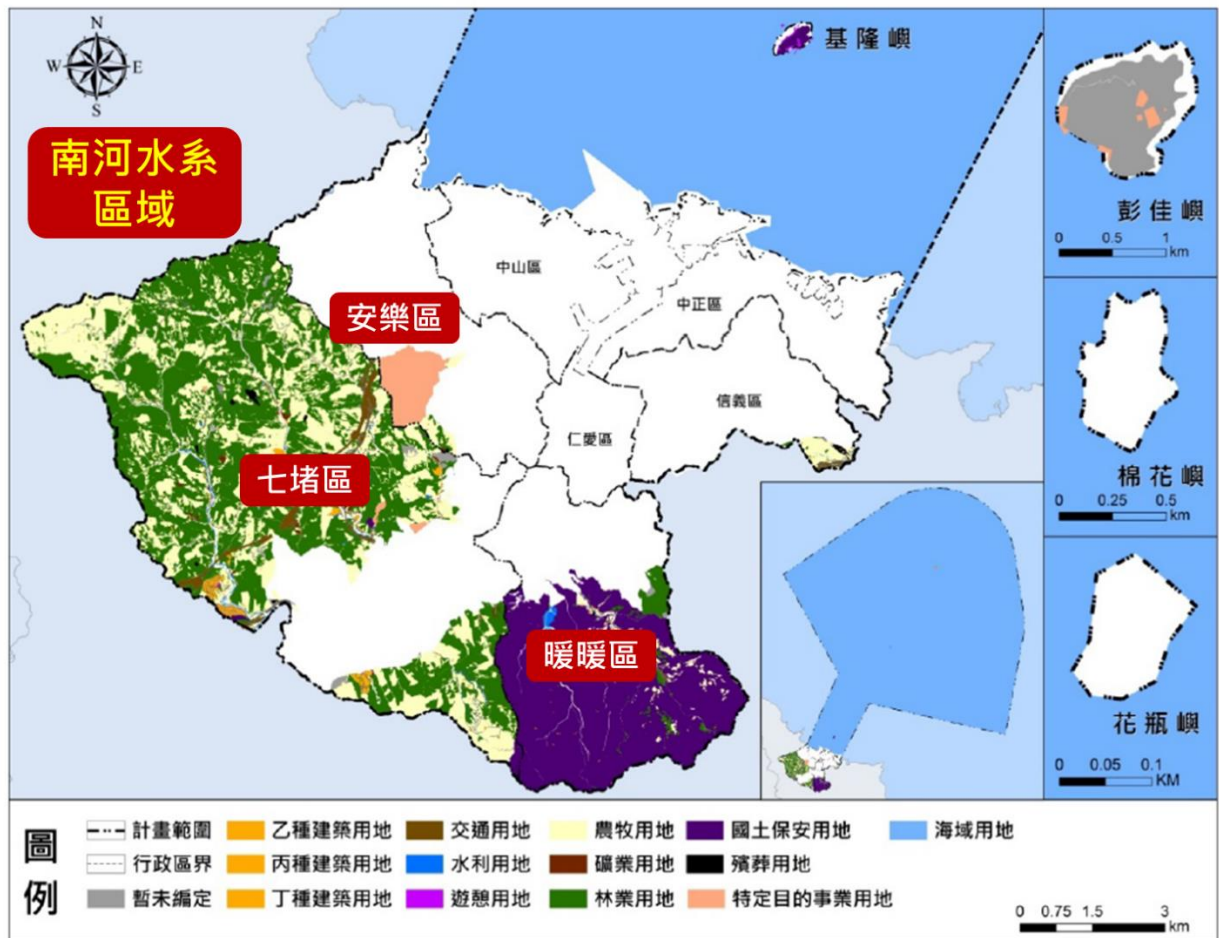 N
W
E
S
南河水系
區域
基隆嶼
安樂區
中山區
中正區
七堵區
仁愛區
信義區
暖暖區
彭佳嶼
0 0.5 1
km
棉花嶼
0 0.25 0.5
km
花瓶嶼
0 0.05 0.1
KM
圖例
計畫範圍
乙種建築用地
交通用地
農牧用地
國土保安用地
海域用地
行政區界
丙種建築用地
水利用地
礦業用地
殯葬用地
暫未編定
丁種建築用地
遊憩用地
林業用地
特定目的事業用地
0 0.75 1.5 3
km